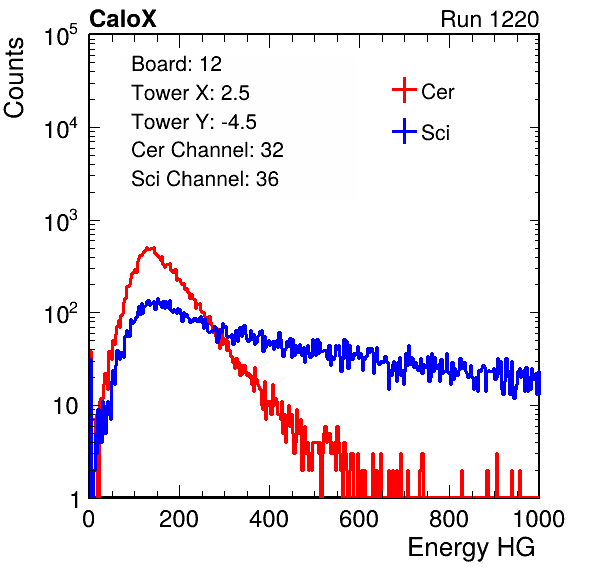 CaloX Run 1220
Counts
Board: 12
Tower X: 2.5
Tower Y: -4.5
Cer Channel: 32
Sci Channel: 36
Cer
Sci
10^5
10^4
10^3
10^2
10
1
0 200 400 600 800 1000
Energy HG